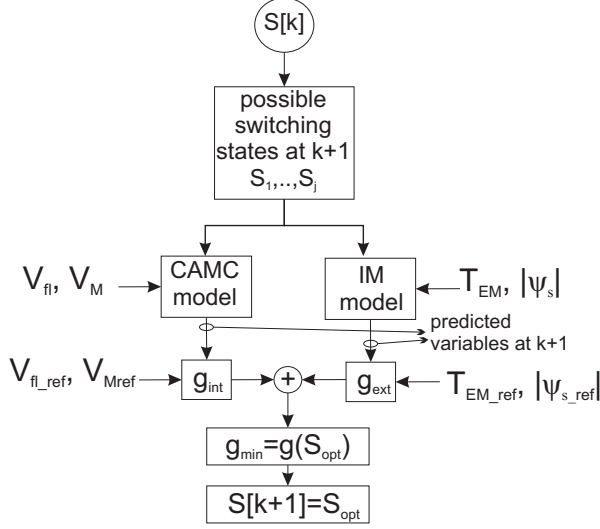 S[k]
possible
switching
states at k+1
S1,..,Sj
Vfl, VM
CAMC
model
IM
model
TEM, |ψs|
predicted
variables at k+1
Vfl_ref, VMref
gint
+
gext
TEM_ref, |ψs_ref|
gmin=g(Sopt)
S[k+1]=Sopt